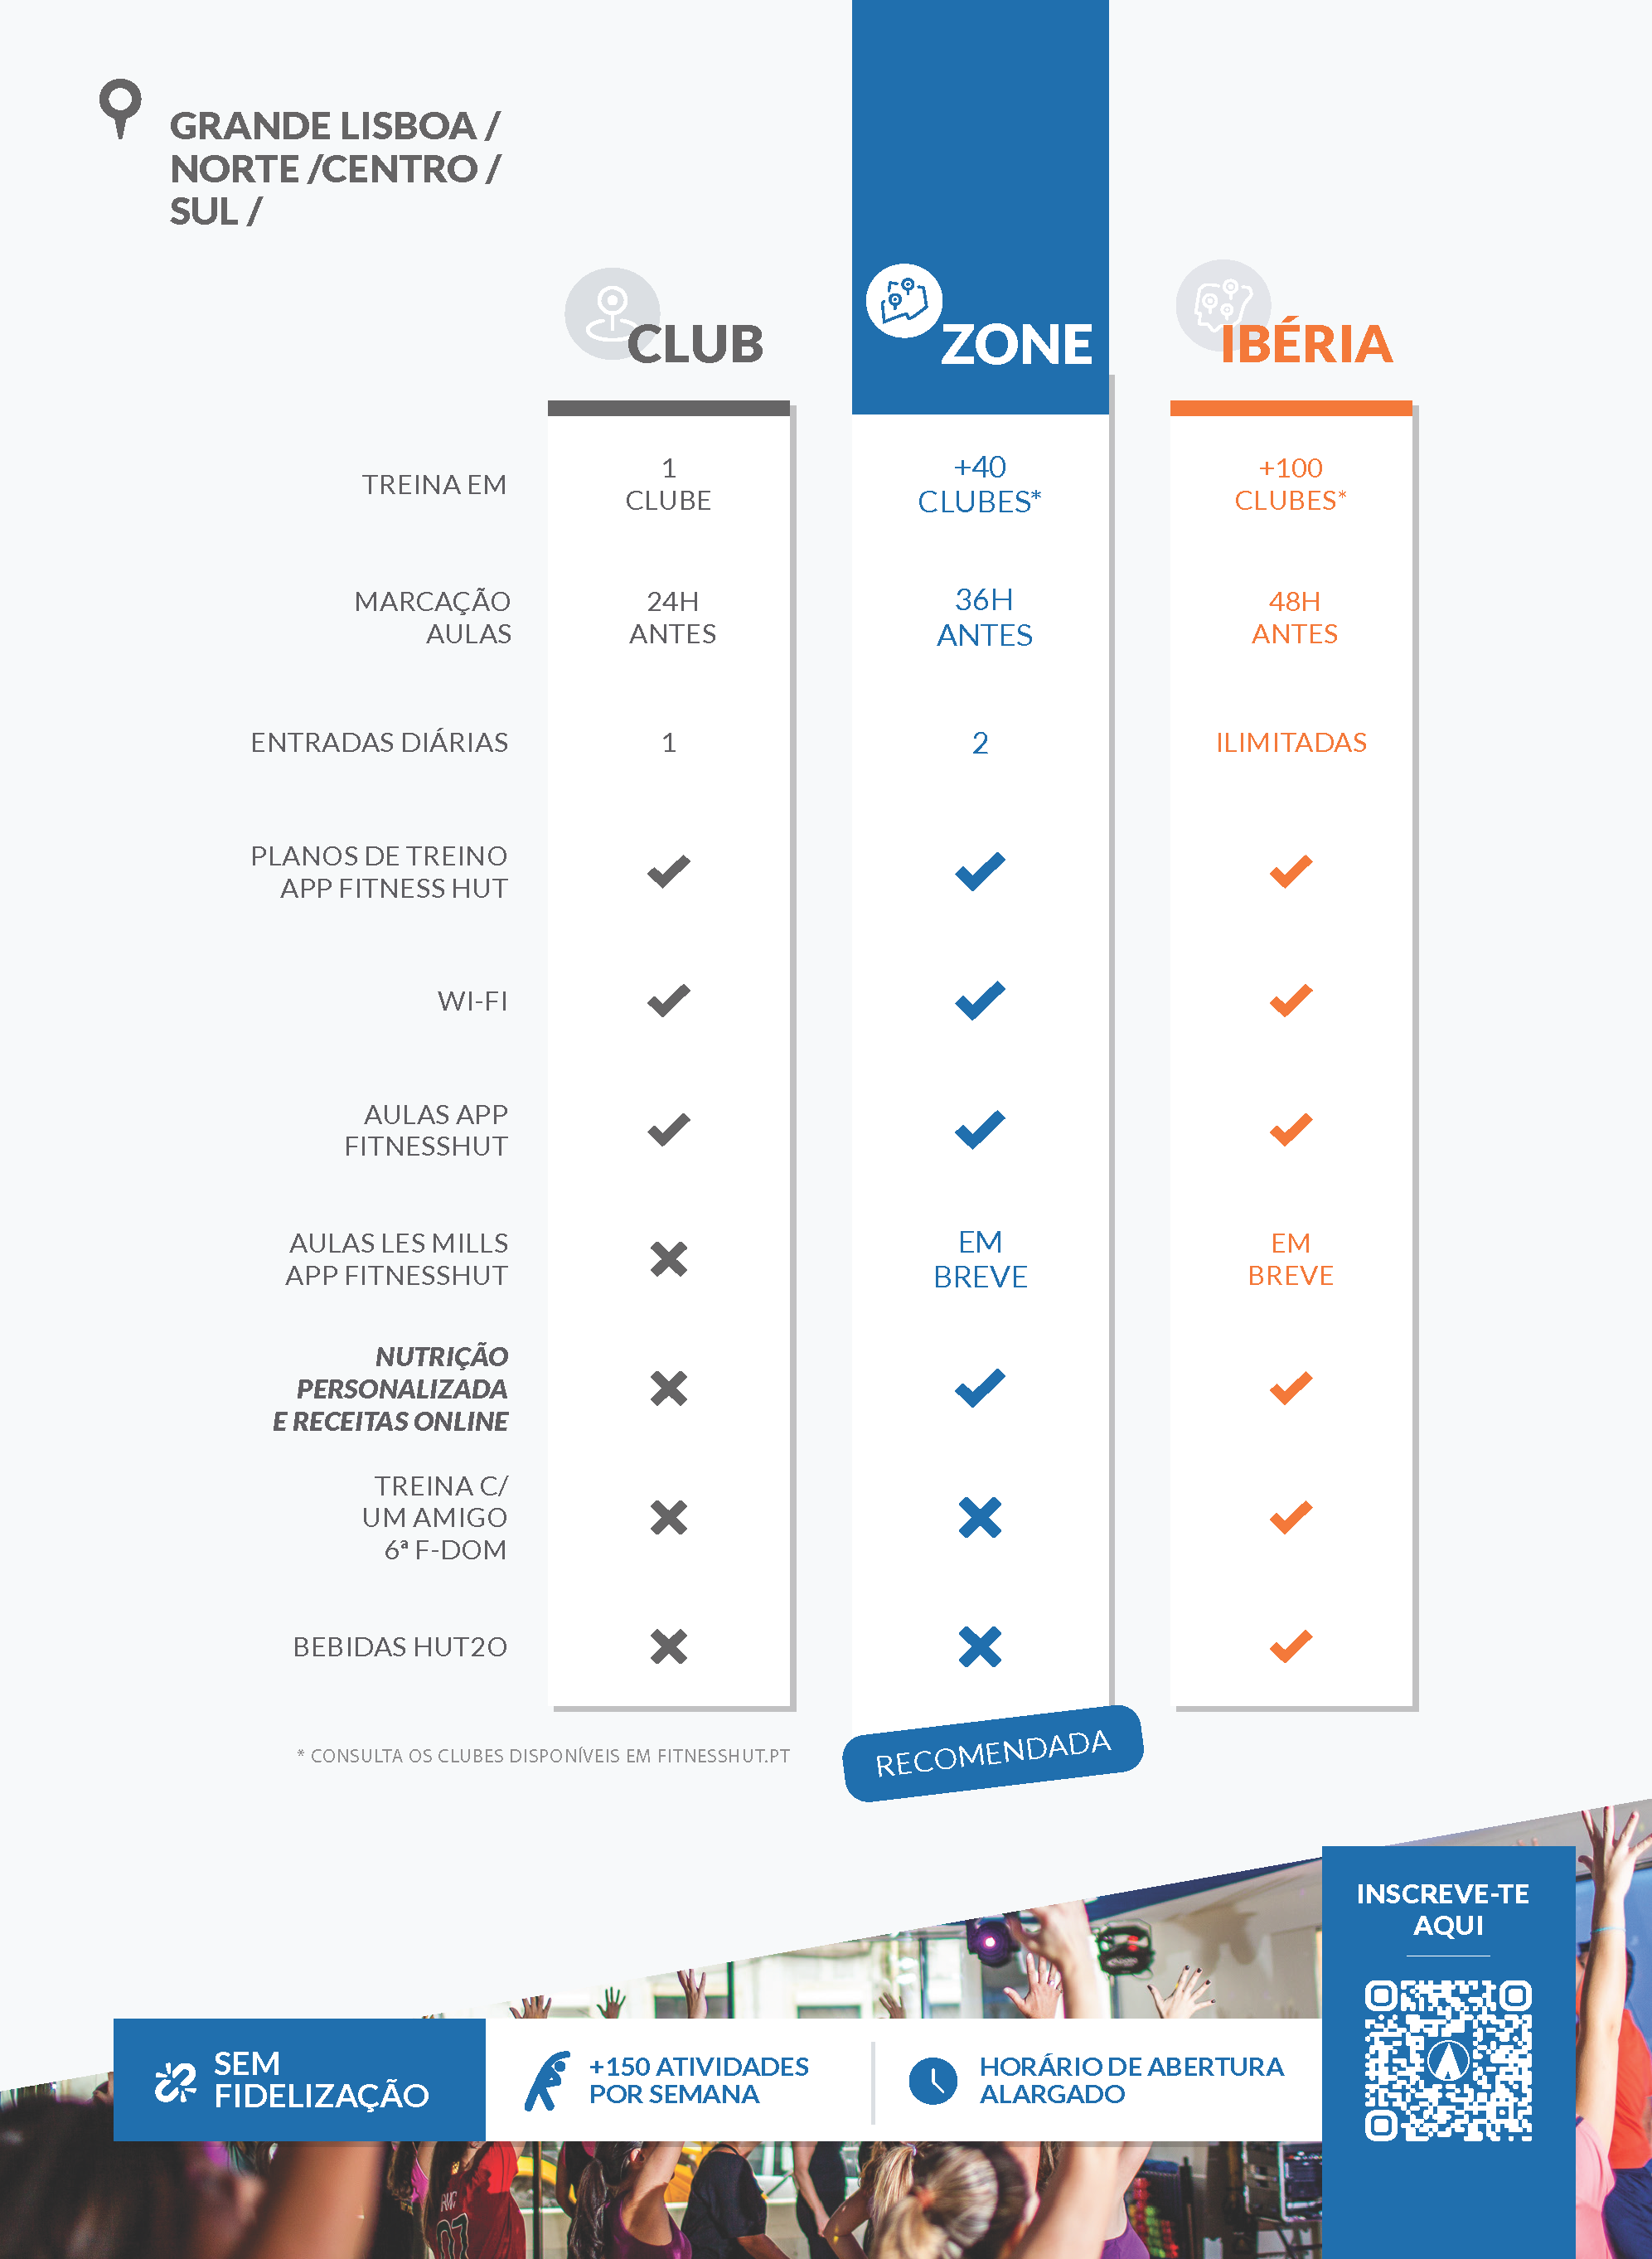 GRANDE LISBOA /
NORTE /CENTRO /
SUL /
CLUB
ZONE
IBÉRIA
TREINA EM
1
CLUBE
+40
CLUBES*
+100
CLUBES*
MARCAÇÃO
AULAS
24H
ANTES
36H
ANTES
48H
ANTES
ENTRADAS DIÁRIAS
1
2
ILIMITADAS
PLANOS DE TREINO
APP FITNESS HUT
WI-FI
AULAS APP
FITNESSHUT
AULAS LES MILLS
APP FITNESSHUT
EM
BREVE
EM
BREVE
NUTRIÇÃO
PERSONALIZADA
E RECEITAS ONLINE
TREINA C/
UM AMIGO
6ª F-DOM
BEBIDAS HUT2O
* CONSULTA OS CLUBES DISPONÍVEIS EM FITNESSHUT.PT
RECOMENDADA
INSCREVE-TE
AQUI
SEM
FIDELIZAÇÃO
+150 ATIVIDADES
POR SEMANA
HORÁRIO DE ABERTURA
ALARGADO